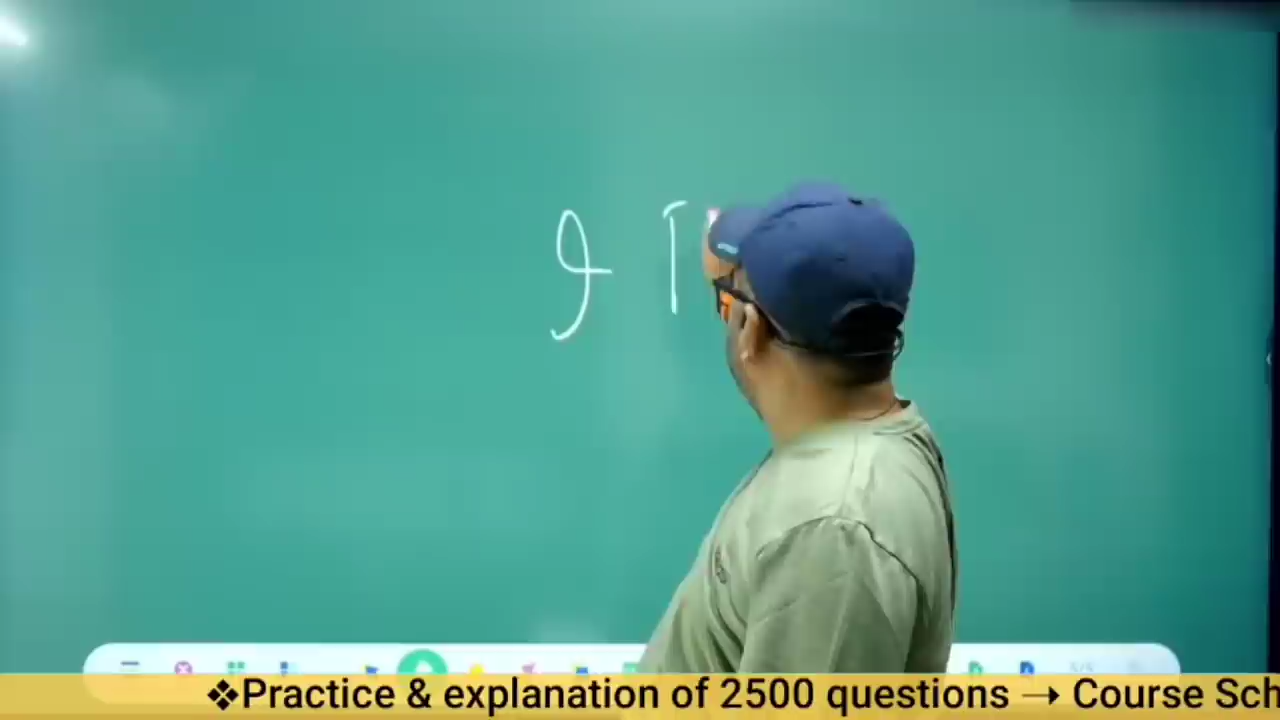 I
❖Practice & explanation of 2500 questions → Course Sch